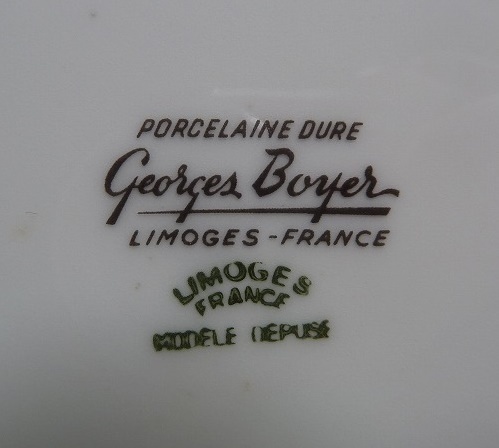 PORCELAINE DURE
Georges Boyer
LIMOGES - FRANCE
LIMOGES
FRANCE
MODELE DEPOSE